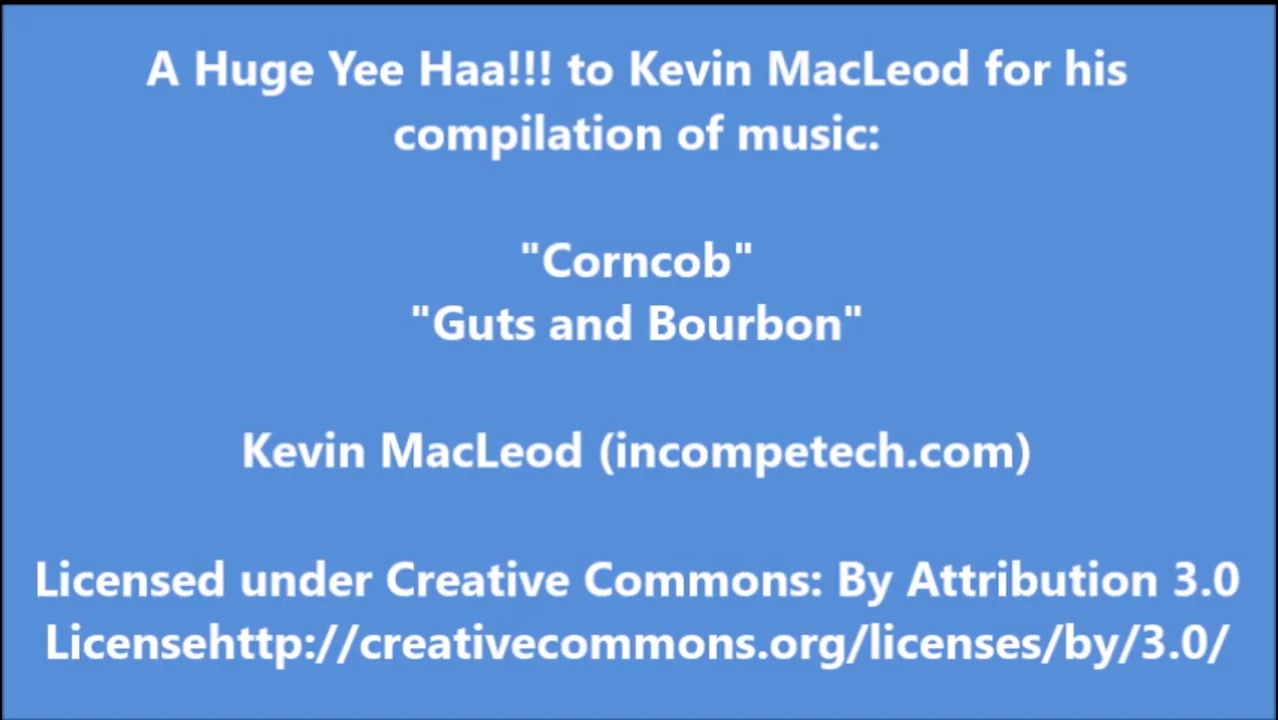 A Huge Yee Haa!!! to Kevin MacLeod for his
compilation of music:
"Corncob"
"Guts and Bourbon"
Kevin MacLeod (incompetech.com)
Licensed under Creative Commons: By Attribution 3.0
Licensehttp://creativecommons.org/licenses/by/3.0/